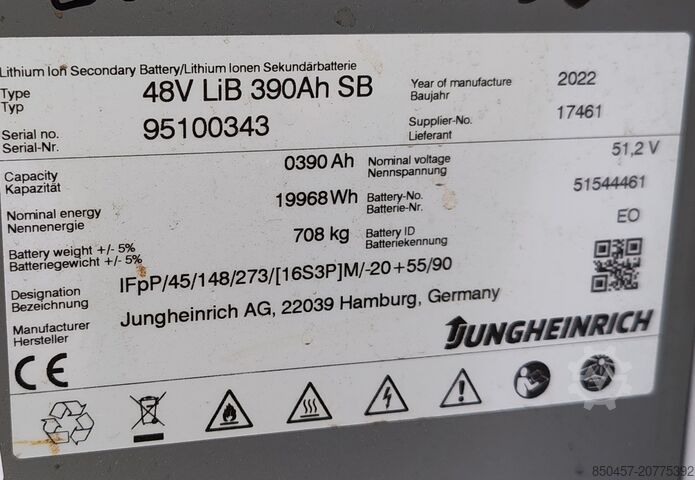 Lithium Ion Secondary Battery/Lithium Ionen Sekundärbatterie
Type
Typ
48V LiB 390Ah SB
Year of manufacture
Baujahr
2022
Serial no.
Serial-Nr.
95100343
Supplier-No.
Lieferant
17461
Capacity
Kapazität
0390 Ah
Nominal voltage
Nennspannung
51,2 V
Nominal energy
Nennenergie
19968Wh
Battery-No.
Batterie-Nr.
51544461
Battery weight +/- 5%
Batteriegewicht +/- 5%
708 kg
Battery ID
Batteriekennung
EO
Designation
Bezeichnung
IFpP/45/148/273/[16S3P]M/-20+55/90
Manufacturer
Hersteller
Jungheinrich AG, 22039 Hamburg, Germany
JUNGHEINRICH
CE
850457-20775392